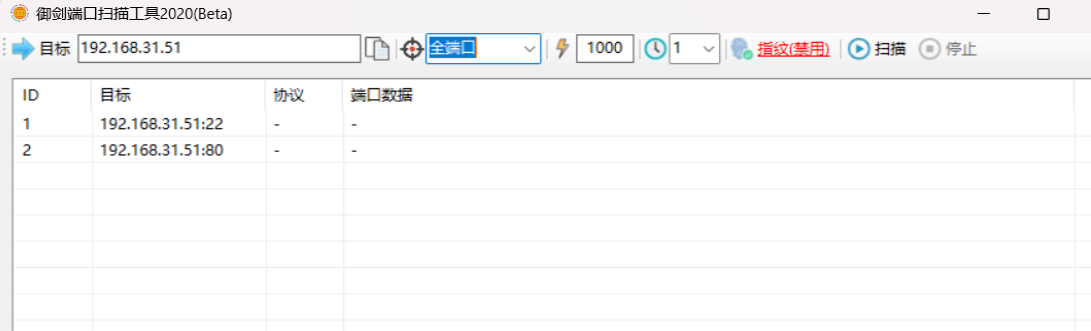 御剑端口扫描工具2020(Beta)
目标 192.168.31.51 全端口 1000 1 指纹(禁用) 扫描 停止
ID 目标 协议 端口数据
1 192.168.31.51:22 - -
2 192.168.31.51:80 - -